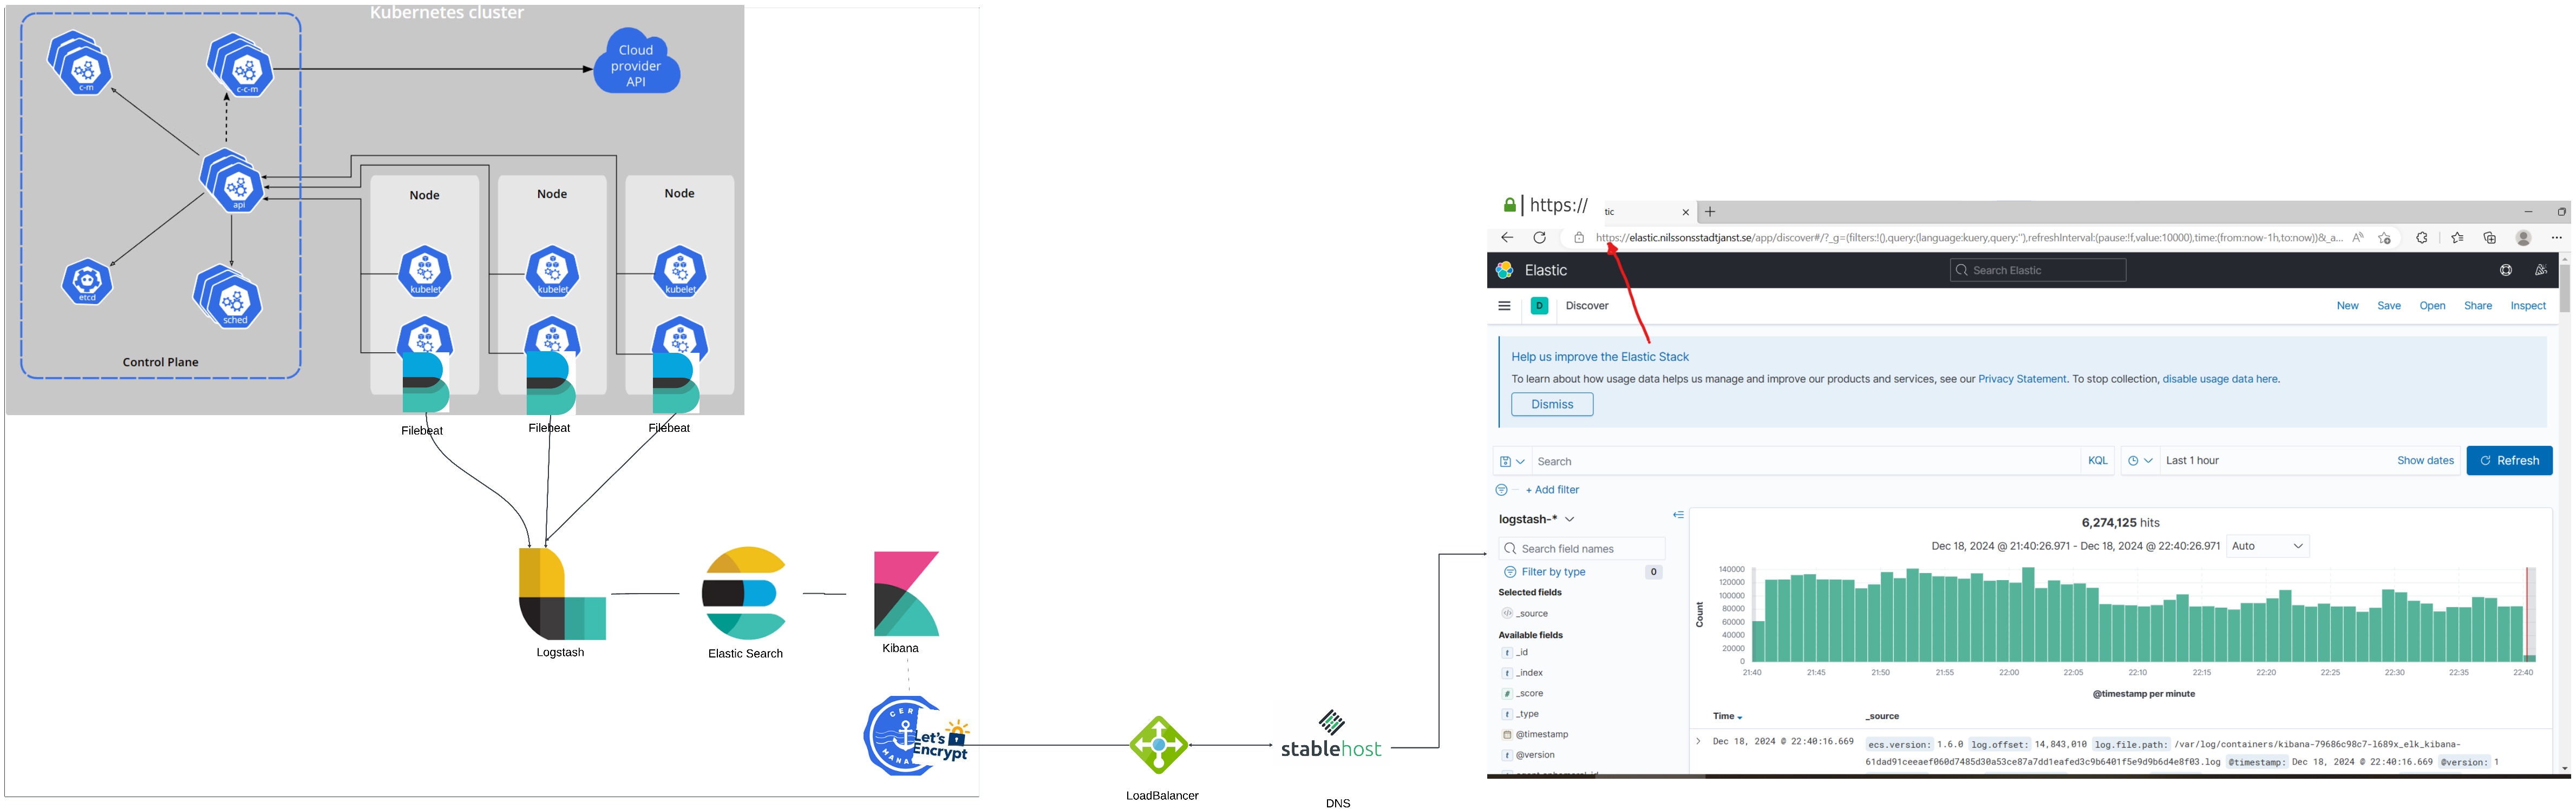 Kubernetes cluster
c-m
c-c-m
Cloud
provider
API
api
Node
Node
Node
etcd
sched
kubelet
kubelet
kubelet
Control Plane
Filebeat
Filebeat
Filebeat
Logstash
Elastic Search
Kibana
CER
MANA
Let's
Encrypt
LoadBalancer
stablehost
DNS
https://
tic
https://elastic.nilssonsstadtjanst.se/app/discover#/?_g=(filters:!(),query:(language:kuery,query:''),refreshInterval:(pause:!f,value:10000),time:(from:now-1h,to:now))&_a...
Elastic
Search Elastic
D
Discover
New
Save
Open
Share
Inspect
Help us improve the Elastic Stack
To learn about how usage data helps us manage and improve our products and services, see our Privacy Statement. To stop collection, disable usage data here.
Dismiss
Search
KQL
Last 1 hour
Show dates
Refresh
+ Add filter
logstash-*
Search field names
Filter by type 0
Selected fields
_source
Available fields
t _id
t _index
# _score
t _type
@timestamp
t @version
6,274,125 hits
Dec 18, 2024 @ 21:40:26.971 - Dec 18, 2024 @ 22:40:26.971
Auto
Count
140000
120000
100000
80000
60000
40000
20000
0
21:40 21:45 21:50 21:55 22:00 22:05 22:10 22:15 22:20 22:25 22:30 22:35 22:40
@timestamp per minute
Time _source
Dec 18, 2024 @ 22:40:16.669
ecs.version: 1.6.0 log.offset: 14,843,010 log.file.path: /var/log/containers/kibana-79686c98c7-l689x_elk_kibana-
61dad91ceeaef060d7485d30a53ce87a7dd1eafed3c9b6401f5e9d9b6d4e8f03.log @timestamp: Dec 18, 2024 @ 22:40:16.669 @version: 1